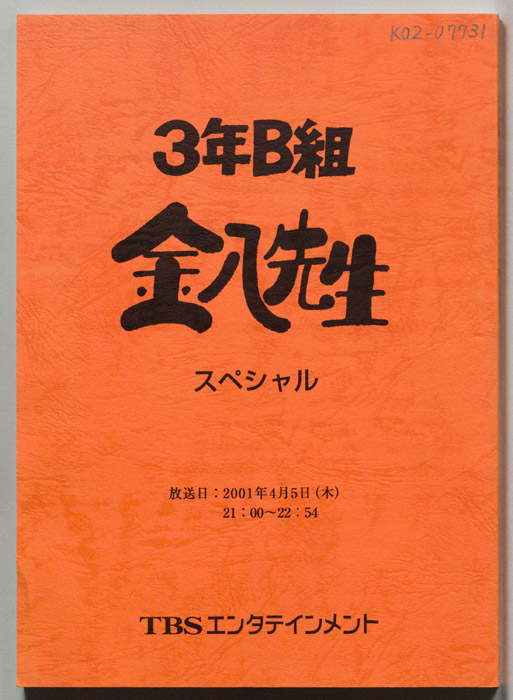 K02-07731
3年B組
金八先生
スペシャル
放送日：2001年4月5日（木）
21：00〜22：54
TBSエンタテインメント